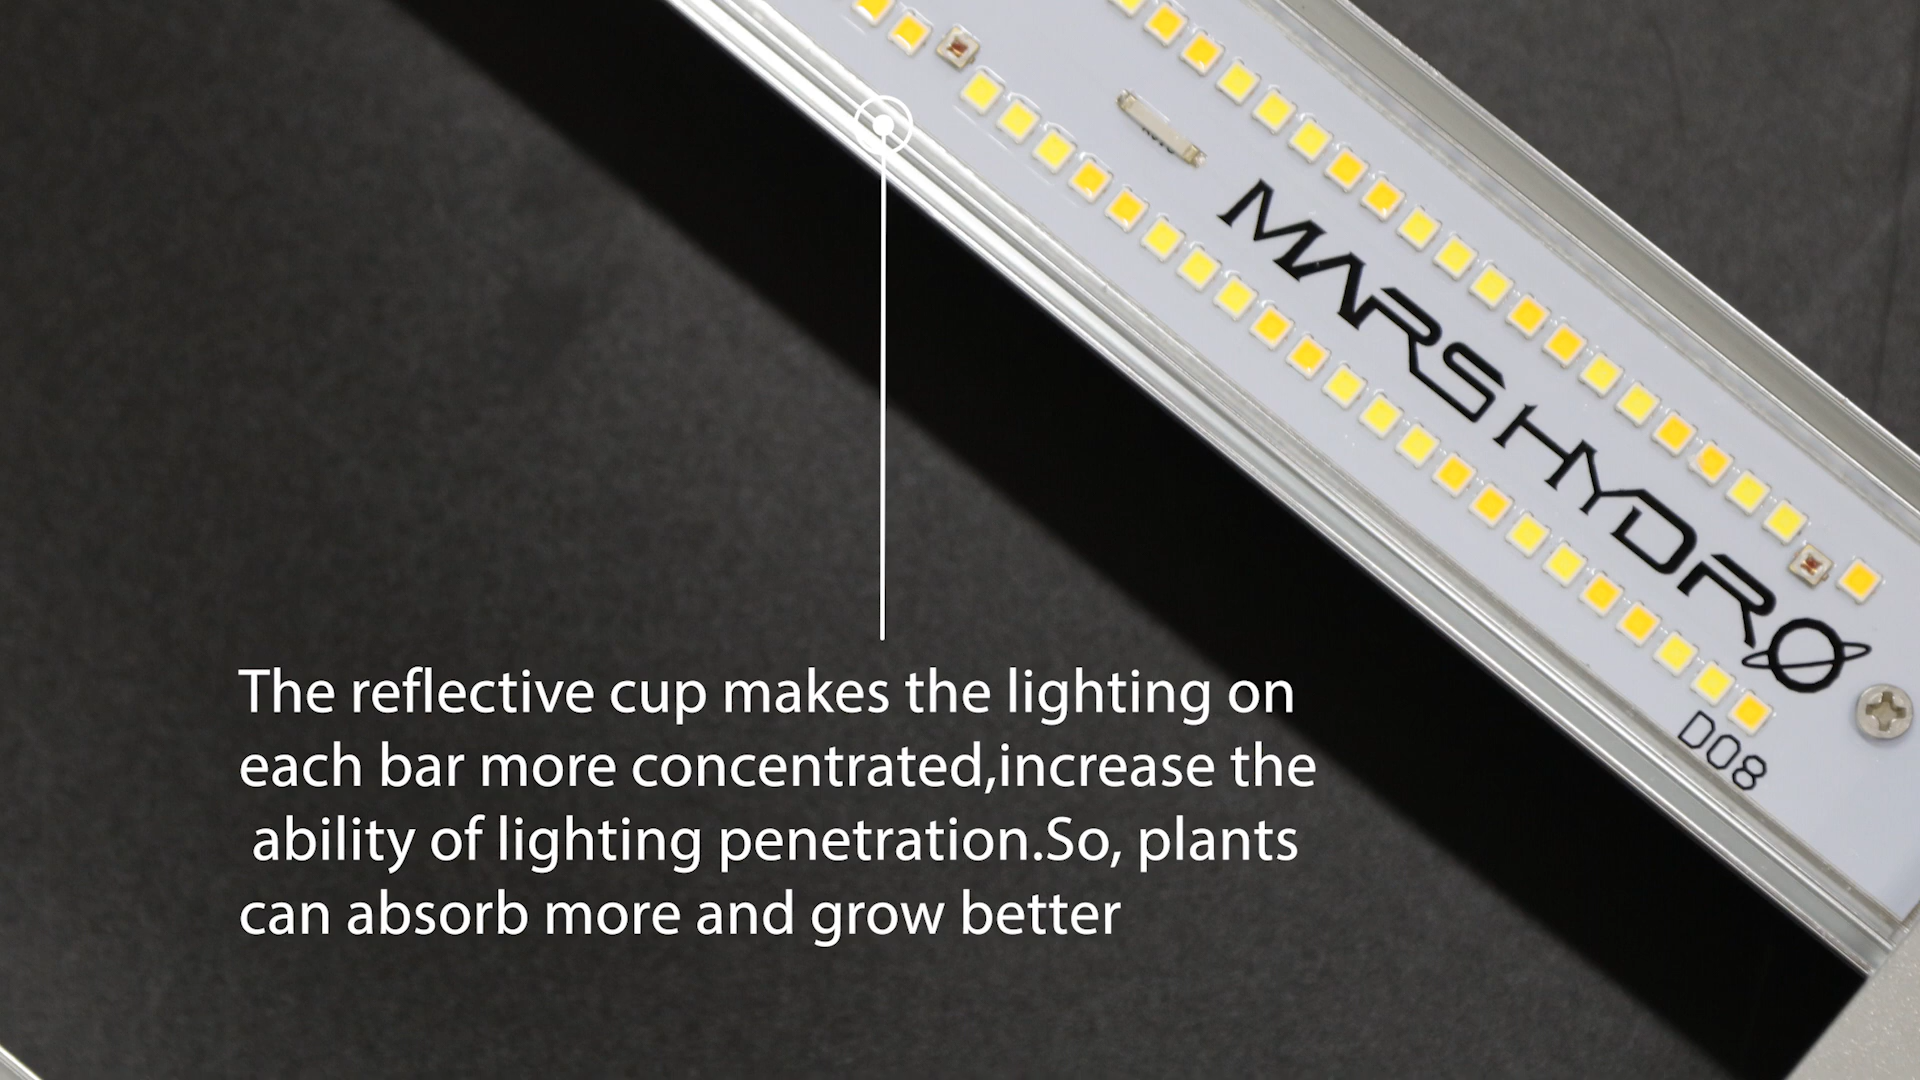 MARS HYDRO
D08
The reflective cup makes the lighting on
each bar more concentrated,increase the
ability of lighting penetration.So, plants
can absorb more and grow better